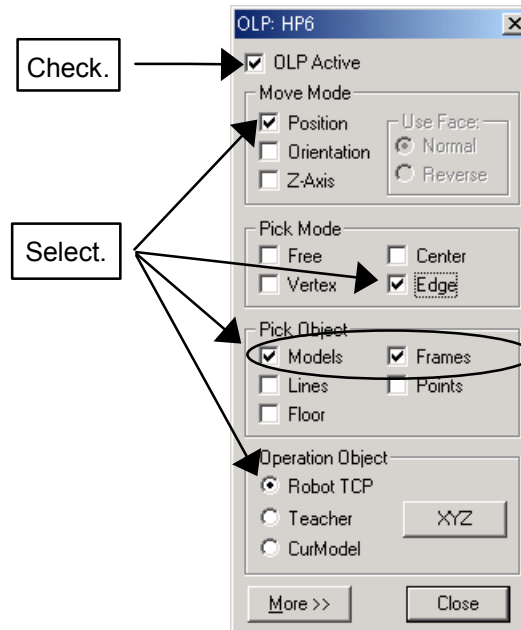 OLP: HP6
Check.
OLP Active
Move Mode
Position
Use Face:
Orientation
Normal
Z-Axis
Reverse
Select.
Pick Mode
Free
Center
Vertex
Edge
Pick Object
Models
Frames
Lines
Points
Floor
Operation Object
Robot TCP
Teacher
XYZ
CurModel
More >>
Close